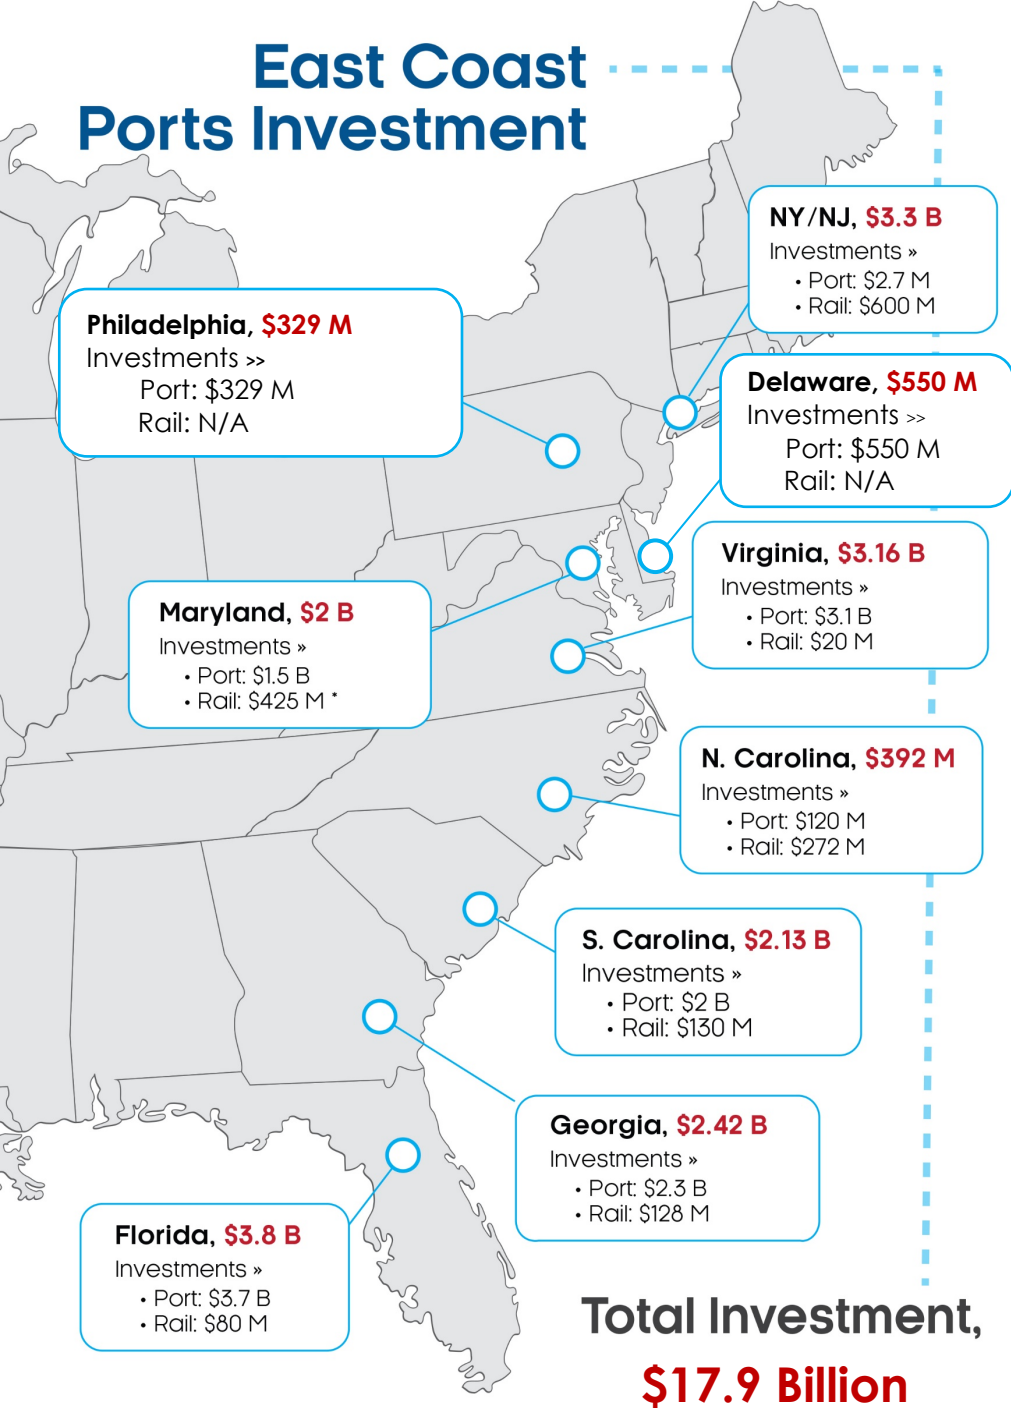 East Coast
Ports Investment
NY/NJ, $3.3 B
Investments »
• Port: $2.7 M
• Rail: $600 M
Philadelphia, $329 M
Investments >>
Port: $329 M
Rail: N/A
Delaware, $550 M
Investments >>
Port: $550 M
Rail: N/A
Virginia, $3.16 B
Investments »
• Port: $3.1 B
• Rail: $20 M
Maryland, $2 B
Investments »
• Port: $1.5 B
• Rail: $425 M *
N. Carolina, $392 M
Investments »
• Port: $120 M
• Rail: $272 M
S. Carolina, $2.13 B
Investments »
• Port: $2 B
• Rail: $130 M
Georgia, $2.42 B
Investments »
• Port: $2.3 B
• Rail: $128 M
Florida, $3.8 B
Investments »
• Port: $3.7 B
• Rail: $80 M
Total Investment,
$17.9 Billion